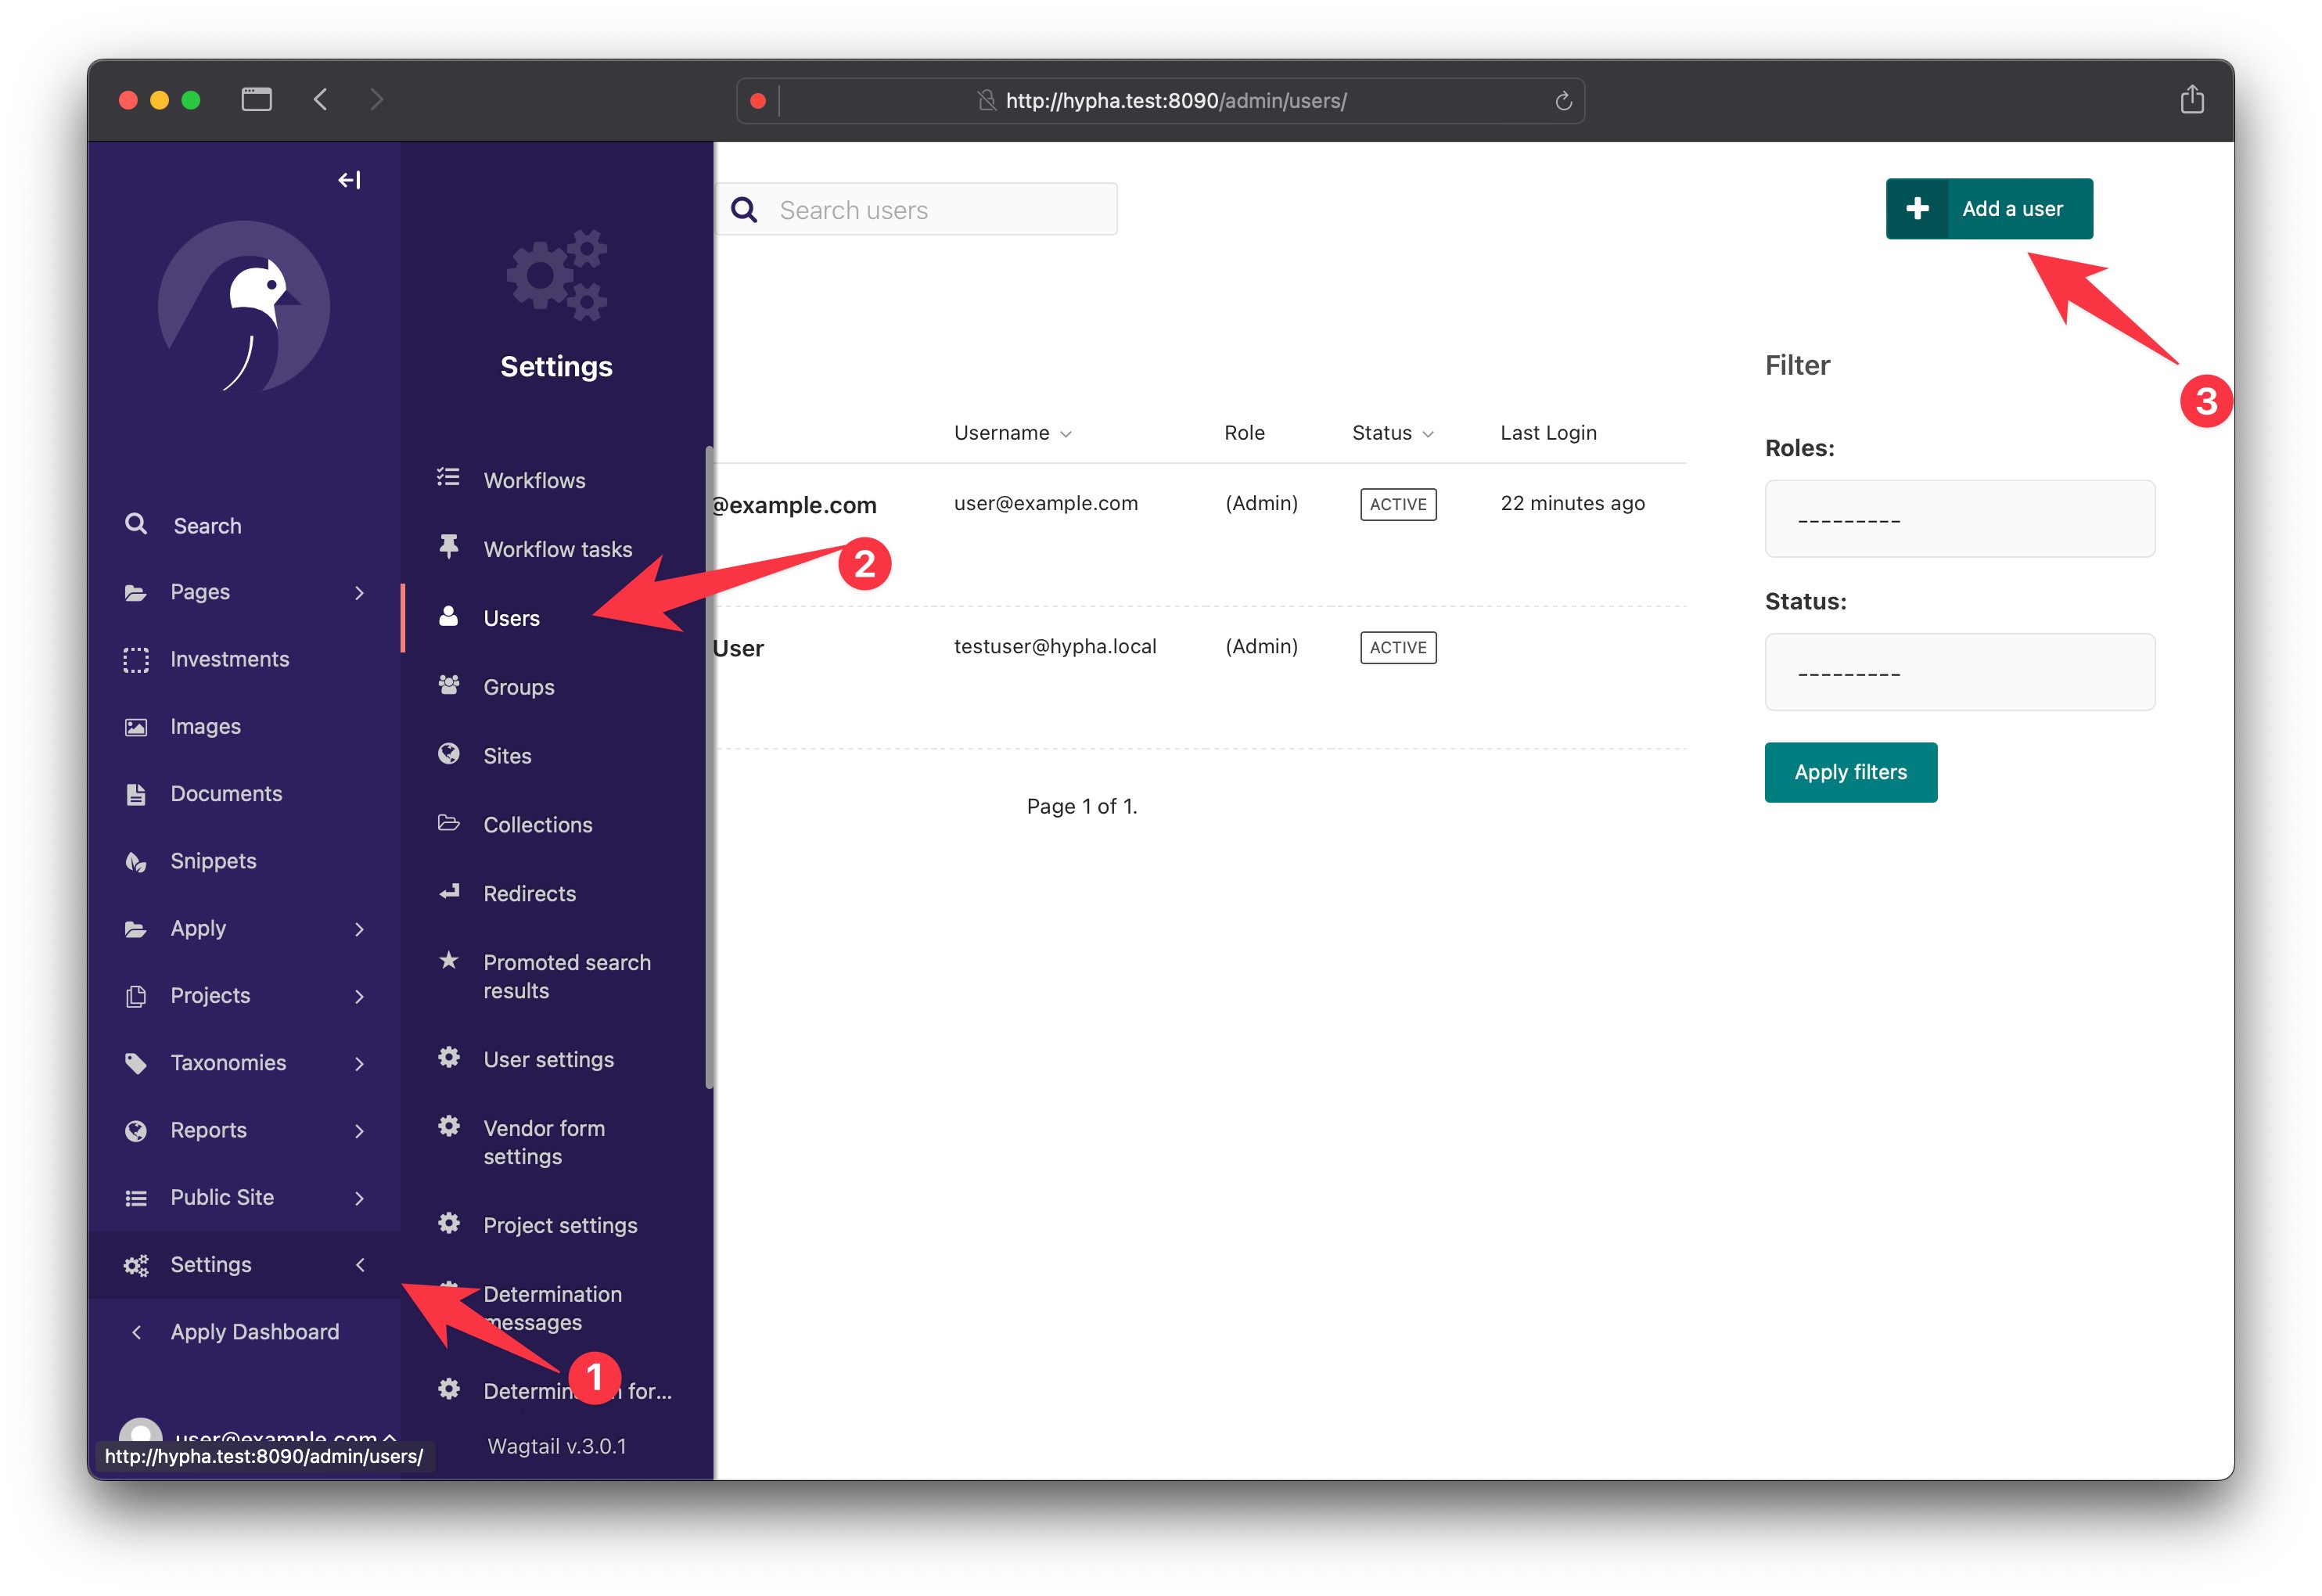 http://hypha.test:8090/admin/users/
Search
Pages
Investments
Images
Documents
Snippets
Apply
Projects
Taxonomies
Reports
Public Site
Settings
Apply Dashboard
user@example.com
http://hypha.test:8090/admin/users/
Settings
Workflows
Workflow tasks
Users
Groups
Sites
Collections
Redirects
Promoted search
results
User settings
Vendor form
settings
Project settings
Determination
messages
for...
Wagtail v.3.0.1
1
2
Search users
Add a user
3
Username
Role
Status
Last Login
@example.com
user@example.com
(Admin)
ACTIVE
22 minutes ago
User
testuser@hypha.local
(Admin)
ACTIVE
Page 1 of 1.
Filter
Roles:
---------
Status:
---------
Apply filters